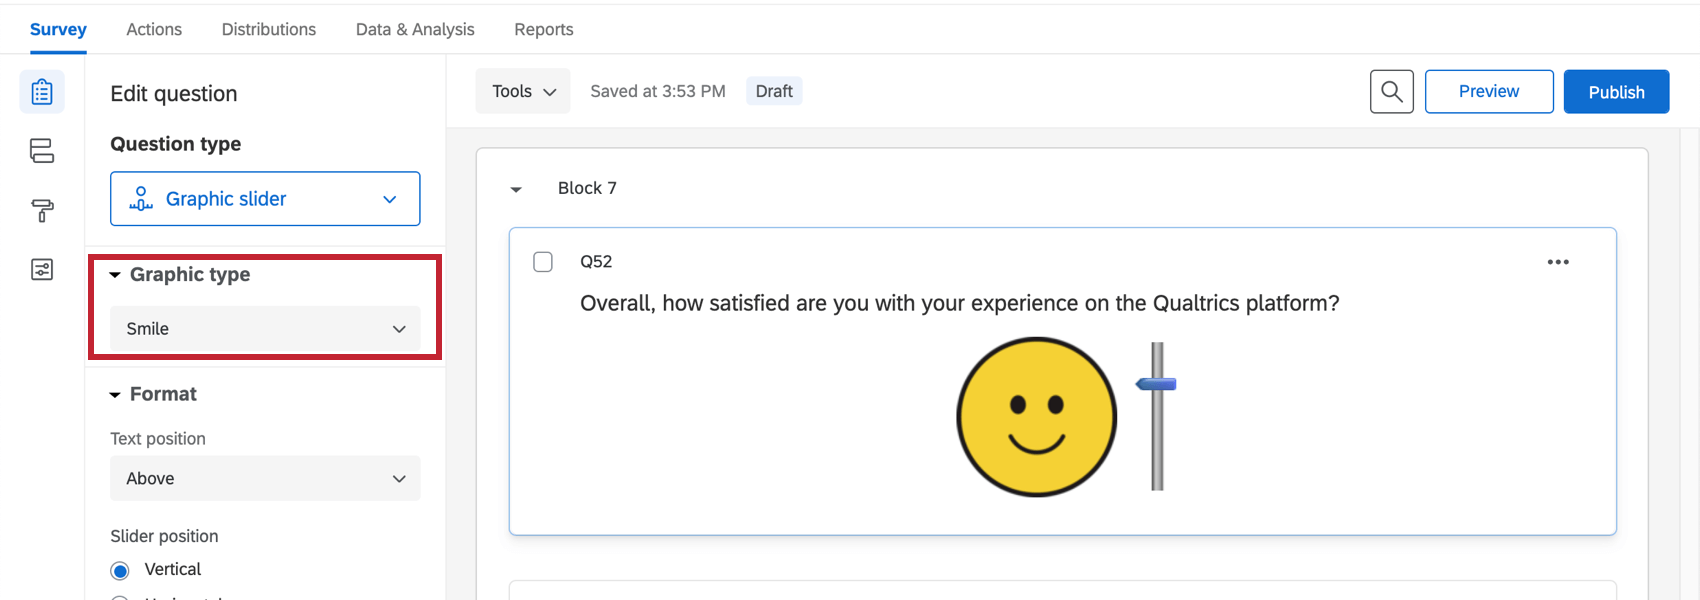 Survey
Actions
Distributions
Data & Analysis
Reports
Edit question
Question type
Graphic slider
Graphic type
Smile
Format
Text position
Above
Slider position
Vertical
Tools
Saved at 3:53 PM
Draft
Preview
Publish
Block 7
Q52
Overall, how satisfied are you with your experience on the Qualtrics platform?